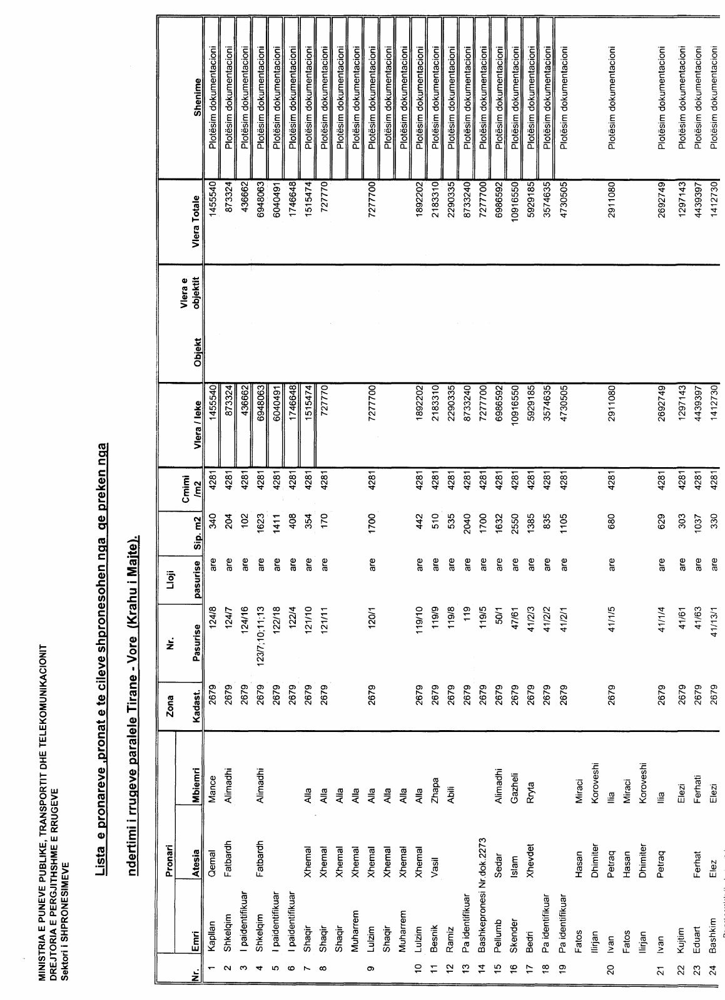 MINISTRIA E PUNEVE PUBLIKE, TRANSPORTIT DHE TELEKOMUNIKACIONIT
DREJTORIA E PERGJITHSHME E RRUGEVE
Sektori i SHPRONESIMEVE
Lista e pronareve ,pronat e te cileve shpronesohen nga qe preken nga
ndertimi i rrugeve paralele Tirane - Vore (Krahu i Majte).
Pronari Zona Nr. Lloji Cmimi Vlera e
Nr. Emri Atesia Mbiemri Kadast. Pasurise pasurise Sip. m2 /m2 Vlera / leke Objekt objektit Vlera Totale Shenime
1 Kapllan Qemal Mance 2679 124/8 are 340 4281 1455540 1455540 Plotësim dokumentacioni
2 Shkelqim Fatbardh Alimadhi 2679 124/7 are 204 4281 873324 873324 Plotësim dokumentacioni
3 I paidentifikuar 2679 124/16 are 102 4281 436662 436662 Plotësim dokumentacioni
4 Shkelqim Fatbardh Alimadhi 2679 123/7;10;11;13 are 1623 4281 6948063 6948063 Plotësim dokumentacioni
5 I paidentifikuar 2679 122/18 are 1411 4281 6040491 6040491 Plotësim dokumentacioni
6 I paidentifikuar 2679 122/4 are 408 4281 1746648 1746648 Plotësim dokumentacioni
7 Shaqir Xhemal Alla 2679 121/10 are 354 4281 1515474 1515474 Plotësim dokumentacioni
8 Shaqir Xhemal Alla 2679 121/11 are 170 4281 727770 727770 Plotësim dokumentacioni
Shaqir Xhemal Alla Plotësim dokumentacioni
Muharrem Xhemal Alla Plotësim dokumentacioni
9 Lulzim Xhemal Alla 2679 120/1 are 1700 4281 7277700 7277700 Plotësim dokumentacioni
Shaqir Xhemal Alla Plotësim dokumentacioni
Muharrem Xhemal Alla Plotësim dokumentacioni
10 Lulzim Xhemal Alla 2679 119/10 are 442 4281 1892202 1892202 Plotësim dokumentacioni
11 Besnik Vasil Zhapa 2679 119/9 are 510 4281 2183310 2183310 Plotësim dokumentacioni
12 Ramiz Abili 2679 119/8 are 535 4281 2290335 2290335 Plotësim dokumentacioni
13 Pa identifikuar 2679 119 are 2040 4281 8733240 8733240 Plotësim dokumentacioni
14 Bashkepronesi Nr.dok.2273 2679 119/5 are 1700 4281 7277700 7277700 Plotësim dokumentacioni
15 Pellumb Sedar Alimadhi 2679 50/1 are 1632 4281 6986592 6986592 Plotësim dokumentacioni
16 Skender Islam Gazheli 2679 47/61 are 2550 4281 10916550 10916550 Plotësim dokumentacioni
17 Bedri Xhevdet Rryta 2679 41/2/3 are 1385 4281 5929185 5929185 Plotësim dokumentacioni
18 Pa identifikuar 2679 41/2/2 are 835 4281 3574635 3574635 Plotësim dokumentacioni
19 Pa identifikuar 2679 41/2/1 are 1105 4281 4730505 4730505 Plotësim dokumentacioni
Fatos Hasan Miraci
Ilirjan Dhimiter Koroveshi
20 Ivan Petraq Ilia 2679 41/1/5 are 680 4281 2911080 2911080 Plotësim dokumentacioni
Fatos Hasan Miraci
Ilirjan Dhimiter Koroveshi
21 Ivan Petraq Ilia 2679 41/1/4 are 629 4281 2692749 2692749 Plotësim dokumentacioni
22 Kujtim Elezi 2679 41/61 are 303 4281 1297143 1297143 Plotësim dokumentacioni
23 Eduart Ferhat Ferhati 2679 41/63 are 1037 4281 4439397 4439397 Plotësim dokumentacioni
24 Bashkim Elez Elezi 2679 41/13/1 are 330 4281 1412730 1412730 Plotësim dokumentacioni